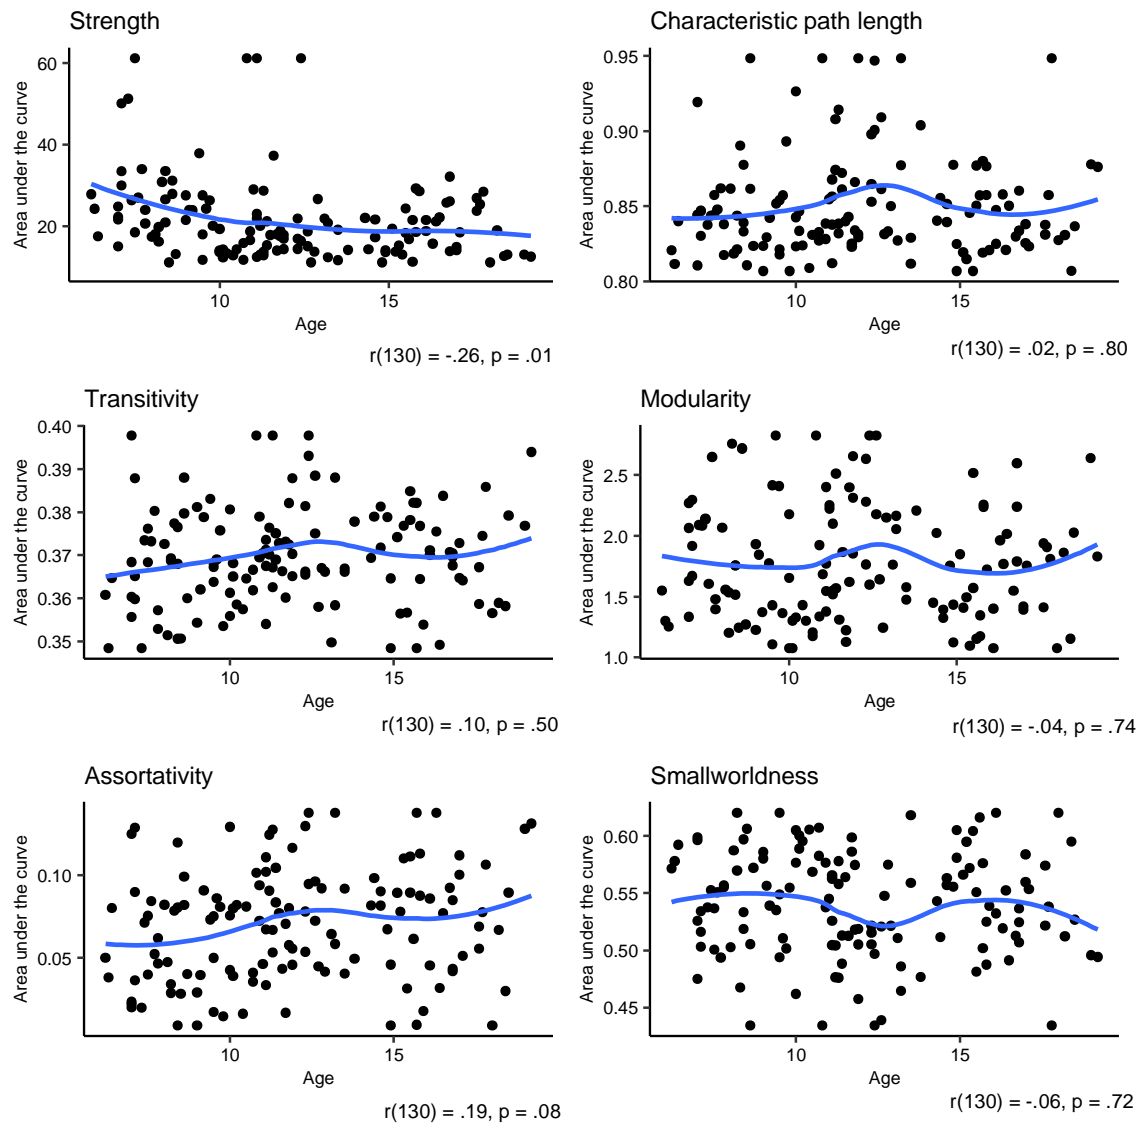 Strength
Area under the curve
60
40
20
10
15
Age
r(130) = -.26, p = .01
Characteristic path length
Area under the curve
0.95
0.90
0.85
0.80
10
15
Age
r(130) = .02, p = .80
Transitivity
Area under the curve
0.40
0.39
0.38
0.37
0.36
0.35
10
15
Age
r(130) = .10, p = .50
Modularity
Area under the curve
2.5
2.0
1.5
1.0
10
15
Age
r(130) = -.04, p = .74
Assortativity
Area under the curve
0.10
0.05
10
15
Age
r(130) = .19, p = .08
Smallworldness
Area under the curve
0.60
0.55
0.50
0.45
10
15
Age
r(130) = -.06, p = .72